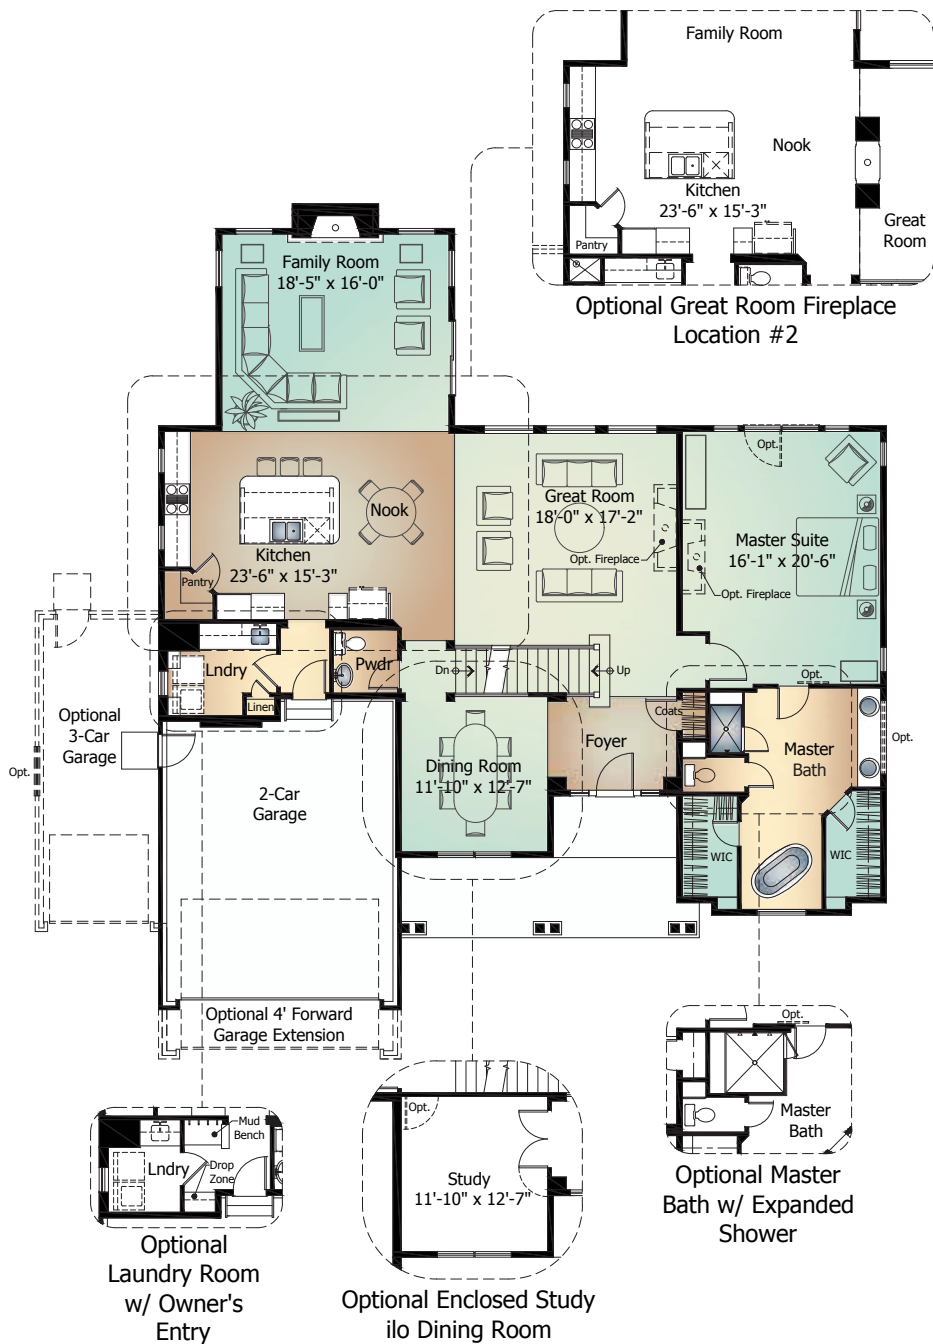 Family Room
Nook
Kitchen
23'-6" x 15'-3"
Great
Room
Pantry
Optional Great Room Fireplace
Location #2
Family Room
18'-5" x 16'-0"
Opt.
Great Room
18'-0" x 17'-2"
Nook
Opt. Fireplace
Master Suite
16'-1" x 20'-6"
Opt. Fireplace
Kitchen
23'-6" x 15'-3"
Pantry
Lndry
Linen
Pwdr
Dn
Up
Opt.
Coats
Foyer
Master
Bath
Opt.
Optional
3-Car
Garage
Opt.
2-Car
Garage
Dining Room
11'-10" x 12'-7"
WIC
WIC
Optional 4' Forward
Garage Extension
Mud
Bench
Lndry
Drop
Zone
Optional
Laundry Room
w/ Owner's
Entry
Opt.
Study
11'-10" x 12'-7"
Optional Enclosed Study
ilo Dining Room
Opt.
Master
Bath
Optional Master
Bath w/ Expanded
Shower